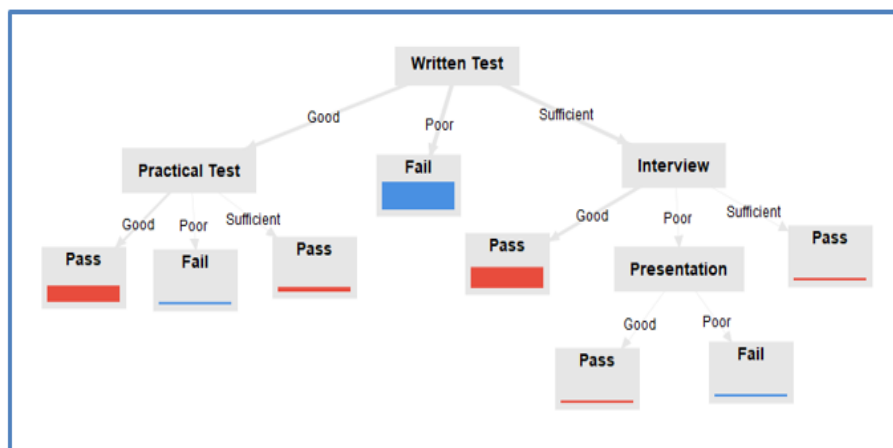 Written Test
Good
Poor
Sufficient
Practical Test
Fail
Interview
Good
Poor
Sufficient
Good
Poor
Sufficient
Pass
Fail
Pass
Pass
Presentation
Pass
Good
Poor
Pass
Fail